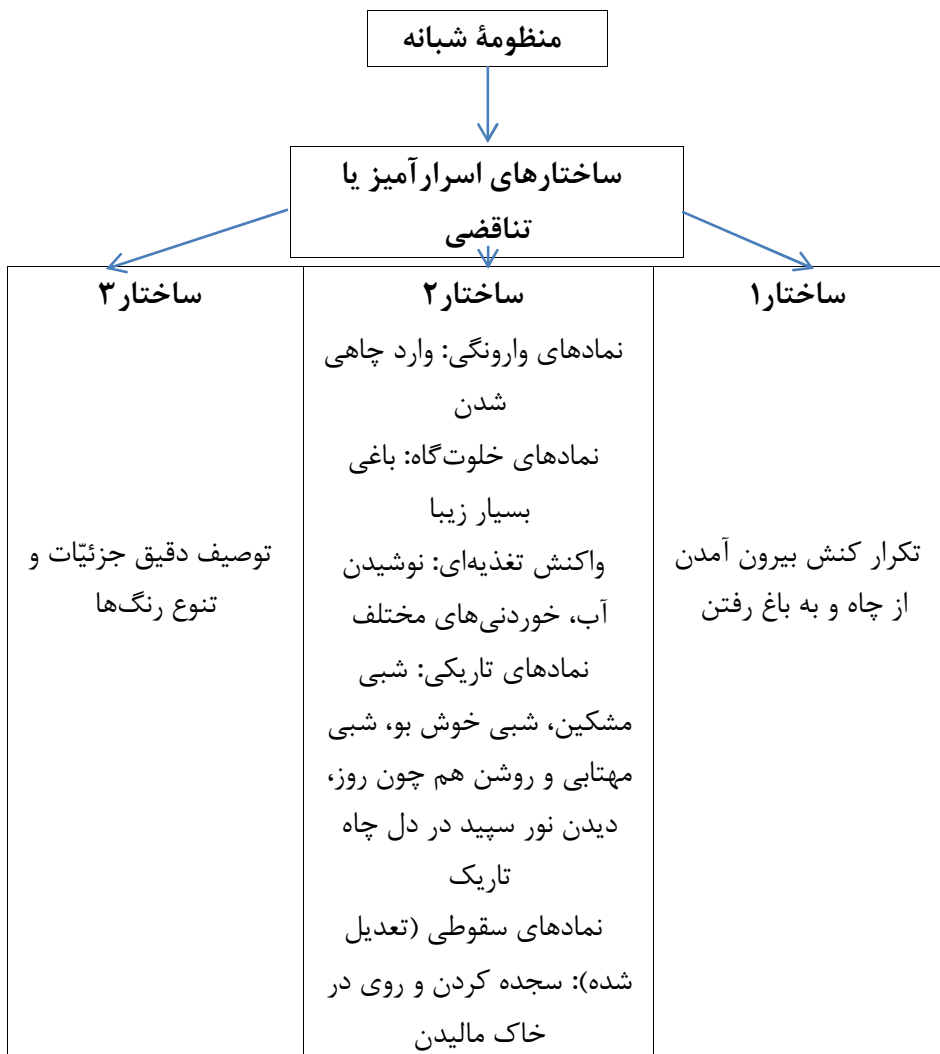 منظومۀ شبانه
ساختارهای اسرارآمیز یا
تناقضی
ساختار۱
تکرار کنش بیرون آمدن
از چاه و به باغ رفتن
ساختار۲
نمادهای وارونگی: وارد چاهی
شدن
نمادهای خلوت‌گاه: باغی
بسیار زیبا
واکنش تغذیه‌ای: نوشیدن
آب، خوردنی‌های مختلف
نمادهای تاریکی: شبی
مشکین، شبی خوش بو، شبی
مهتابی و روشن هم چون روز،
دیدن نور سپید در دل چاه
تاریک
نمادهای سقوطی (تعدیل
شده): سجده کردن و روی در
خاک مالیدن
ساختار۳
توصیف دقیق جزئیّات و
تنوع رنگ‌ها